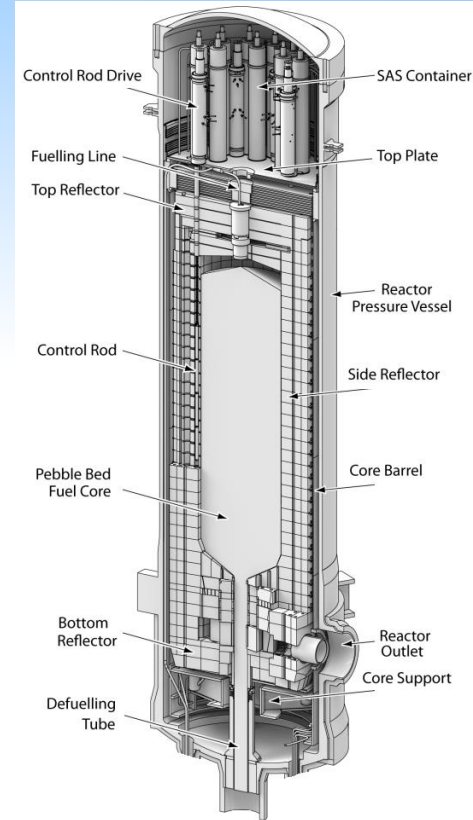 Control Rod Drive
SAS Container
Fuelling Line
Top Plate
Top Reflector
Reactor
Pressure Vessel
Control Rod
Side Reflector
Pebble Bed
Fuel Core
Core Barrel
Bottom
Reflector
Reactor
Outlet
Core Support
Defuelling
Tube